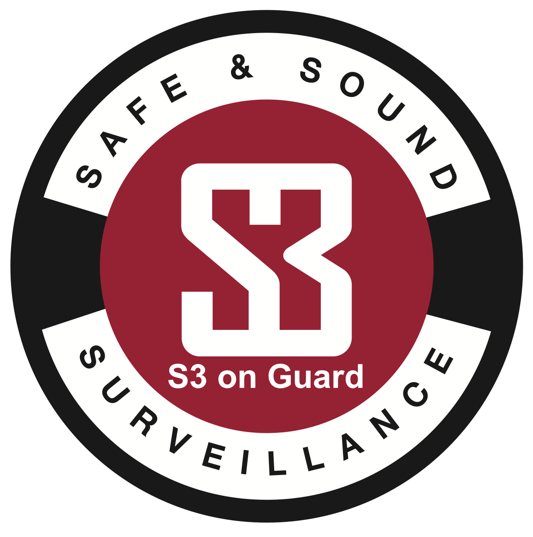 SAFE & SOUND
S3
S3 on Guard
SURVEILLANCE